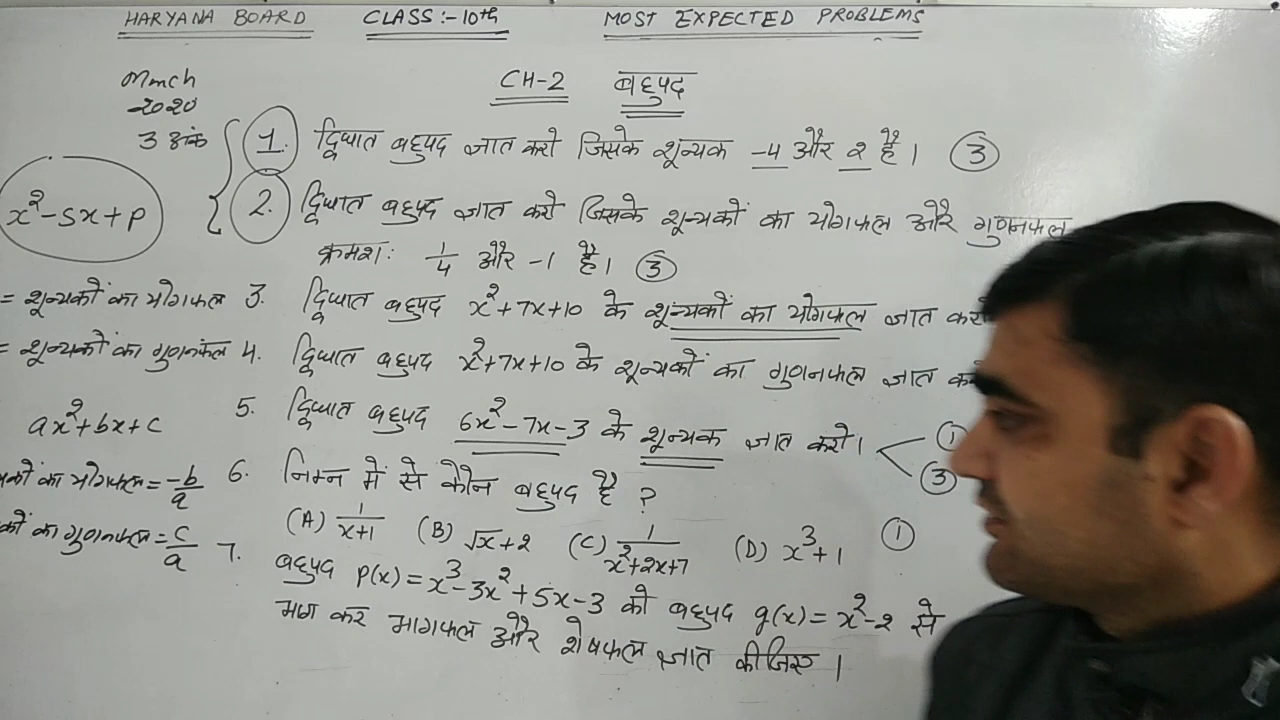 HARYANA BOARD CLASS:-10th MOST EXPECTED PROBLEMS
CH-2 बहुपद
March
2020
3 अंक
1. द्विघात बहुपद ज्ञात करो जिसके शून्यक -4 और 2 है। ③
x²-Sx+P
2. द्विघात बहुपद ज्ञात करो जिसके शून्यकों का योगफल और गुणनफल
क्रमशः 1/4 और -1 है। ③
= शून्यकों का योगफल
3. द्विघात बहुपद x²+7x+10 के शून्यकों का योगफल ज्ञात करो
= शून्यकों का गुणनफल
4. द्विघात बहुपद x²+7x+10 के शून्यकों का गुणनफल ज्ञात
ax²+bx+c
5. द्विघात बहुपद 6x²-7x-3 के शून्यक ज्ञात करो। ① ③
का योगफल = -b/a
6. निम्न में से कौन बहुपद है ?
(A) 1/(x+1) (B) √x+2 (C) 1/(x²+2x+7) (D) x³+1 ①
का गुणनफल = c/a
7. बहुपद p(x)=x³-3x²+5x-3 को बहुपद g(x)=x²-2 से
भाग कर भागफल और शेषफल ज्ञात कीजिए।